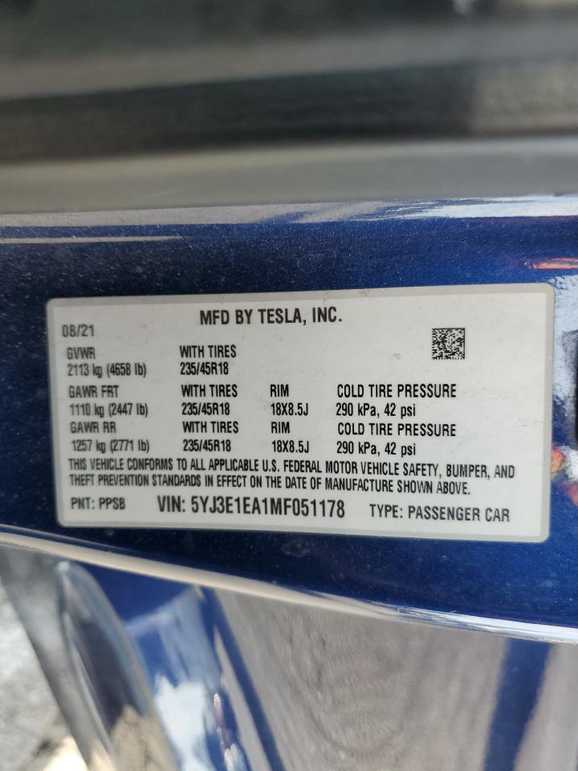 MFD BY TESLA, INC.
08/21
GVWR WITH TIRES
2113 kg (4658 lb) 235/45R18
GAWR FRT WITH TIRES RIM COLD TIRE PRESSURE
1110 kg (2447 lb) 235/45R18 18X8.5J 290 kPa, 42 psi
GAWR RR WITH TIRES RIM COLD TIRE PRESSURE
1257 kg (2771 lb) 235/45R18 18X8.5J 290 kPa, 42 psi
THIS VEHICLE CONFORMS TO ALL APPLICABLE U.S. FEDERAL MOTOR VEHICLE SAFETY, BUMPER, AND
THEFT PREVENTION STANDARDS IN EFFECT ON THE DATE OF MANUFACTURE SHOWN ABOVE.
PNT: PPSB VIN: 5YJ3E1EA1MF051178 TYPE: PASSENGER CAR